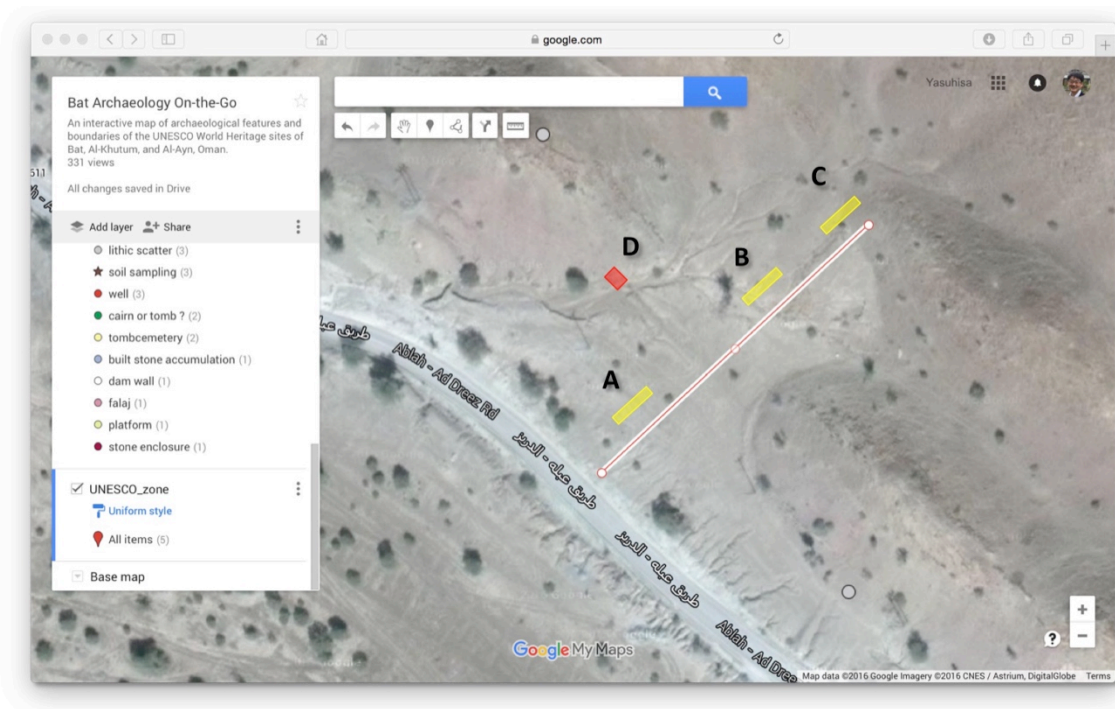 google.com
Bat Archaeology On-the-Go
An interactive map of archaeological features and
boundaries of the UNESCO World Heritage sites of
Bat, Al-Khutum, and Al-Ayn, Oman.
331 views
All changes saved in Drive
Add layer
Share
lithic scatter (3)
soil sampling (3)
well (3)
cairn or tomb ? (2)
tombcemetery (2)
built stone accumulation (1)
dam wall (1)
falaj (1)
platform (1)
stone enclosure (1)
UNESCO_zone
Uniform style
All items (5)
Base map
Yasuhisa
511
C
D
B
A
طريق عبـ
Ablah - Ad Dreez Rd
طريق عبله - الدريز
طريق عبله - الدريز
Ablah - Ad Dree
Google My Maps
+
?
−
Map data ©2016 Google Imagery ©2016 CNES / Astrium, DigitalGlobe Terms